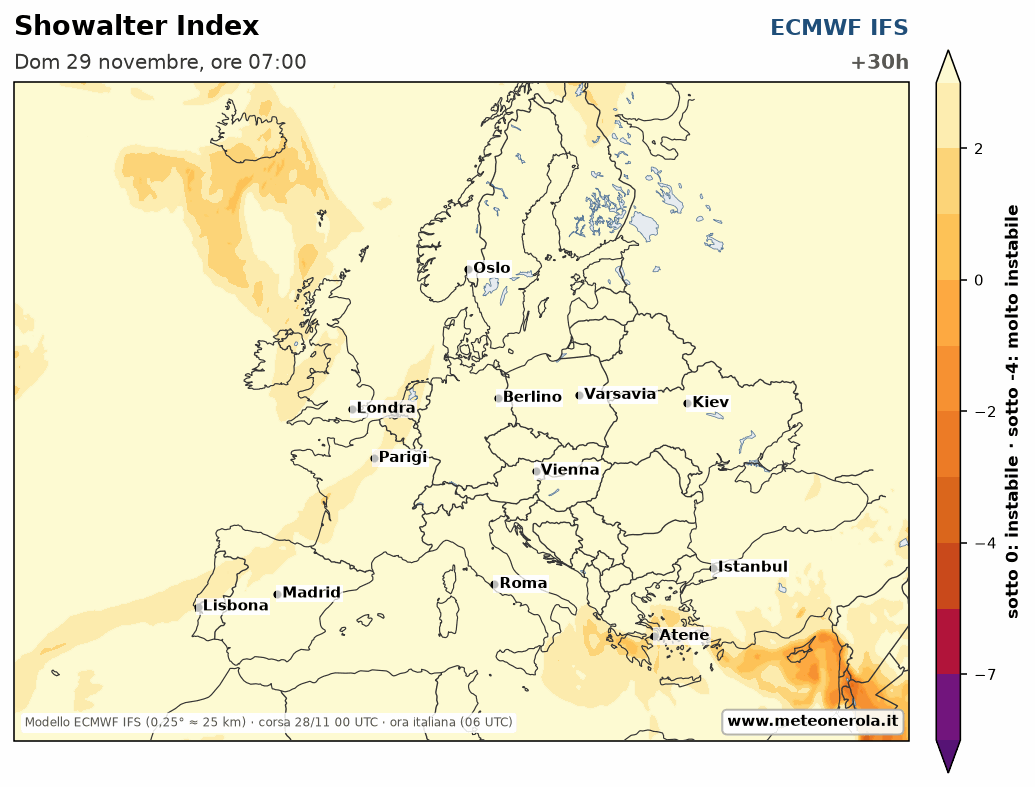 Showalter Index
ECMWF IFS
Dom 29 novembre, ore 07:00
+30h
2
0
−2
−4
−7
sotto 0: instabile · sotto -4: molto instabile
Oslo
Berlino
Varsavia
Kiev
Londra
Parigi
Vienna
Istanbul
Roma
Madrid
Lisbona
Atene
Modello ECMWF IFS (0,25° ≈ 25 km) · corsa 28/11 00 UTC · ora italiana (06 UTC)
www.meteonerola.it